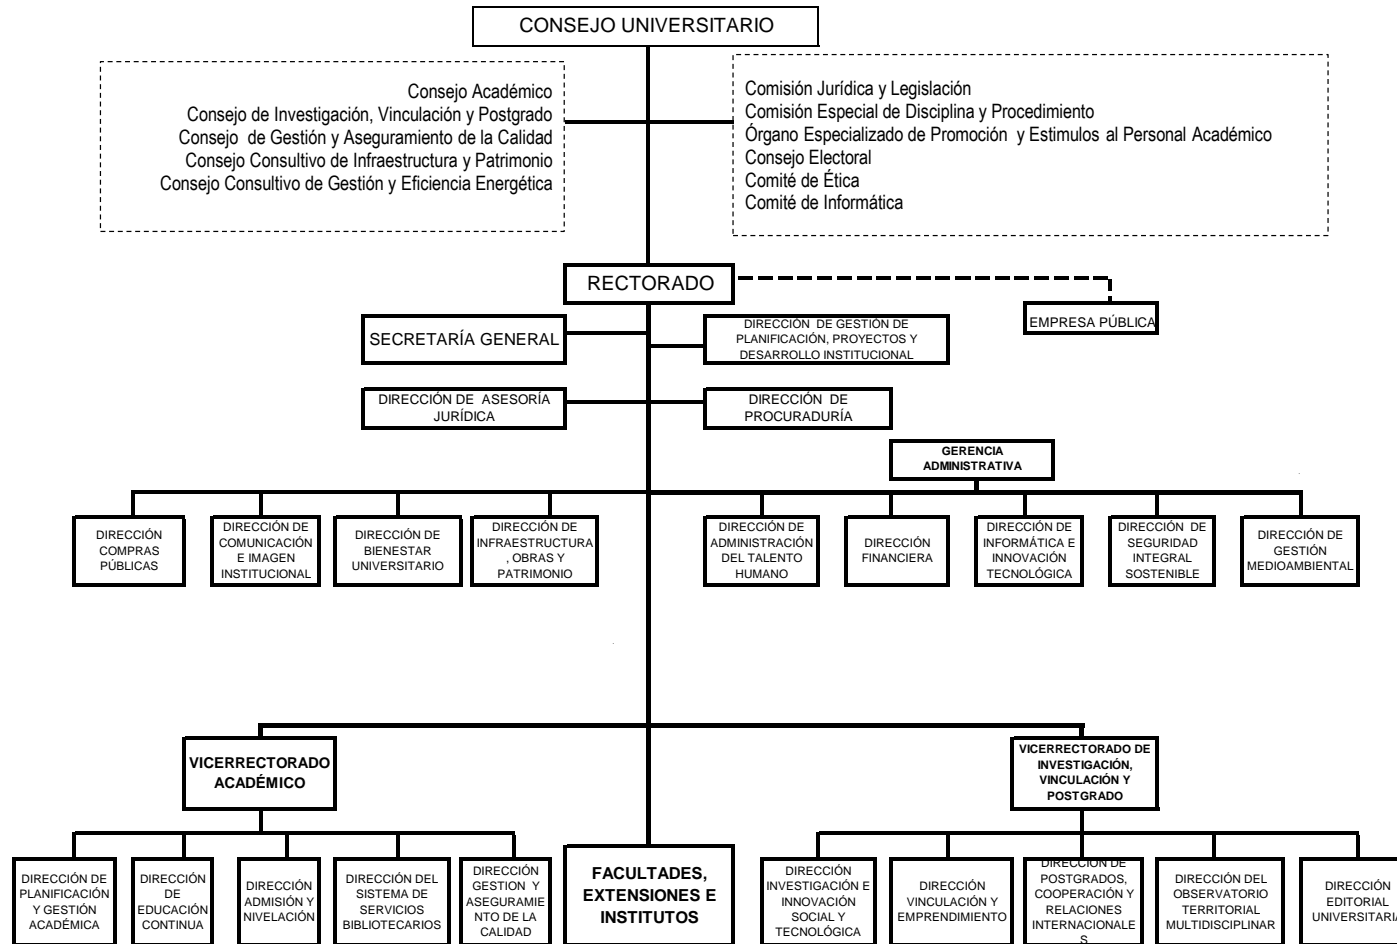 CONSEJO UNIVERSITARIO
Consejo Académico
Consejo de Investigación, Vinculación y Postgrado
Consejo de Gestión y Aseguramiento de la Calidad
Consejo Consultivo de Infraestructura y Patrimonio
Consejo Consultivo de Gestión y Eficiencia Energética
Comisión Jurídica y Legislación
Comisión Especial de Disciplina y Procedimiento
Órgano Especializado de Promoción y Estimulos al Personal Académico
Consejo Electoral
Comité de Ética
Comité de Informática
RECTORADO
EMPRESA PÚBLICA
SECRETARÍA GENERAL
DIRECCIÓN DE GESTIÓN DE
PLANIFICACIÓN, PROYECTOS Y
DESARROLLO INSTITUCIONAL
DIRECCIÓN DE ASESORÍA
JURÍDICA
DIRECCIÓN DE
PROCURADURÍA
GERENCIA
ADMINISTRATIVA
DIRECCIÓN
COMPRAS
PÚBLICAS
DIRECCIÓN DE
COMUNICACIÓN
E IMAGEN
INSTITUCIONAL
DIRECCIÓN DE
BIENESTAR
UNIVERSITARIO
DIRECCIÓN DE
INFRAESTRUCTURA
, OBRAS Y
PATRIMONIO
DIRECCIÓN DE
ADMINISTRACIÓN
DEL TALENTO
HUMANO
DIRECCIÓN
FINANCIERA
DIRECCIÓN DE
INFORMÁTICA E
INNOVACIÓN
TECNOLÓGICA
DIRECCIÓN DE
SEGURIDAD
INTEGRAL
SOSTENIBLE
DIRECCIÓN DE
GESTIÓN
MEDIOAMBIENTAL
VICERRECTORADO
ACADÉMICO
VICERRECTORADO DE
INVESTIGACIÓN,
VINCULACIÓN Y
POSTGRADO
DIRECCIÓN DE
PLANIFICACIÓN
Y GESTIÓN
ACADÉMICA
DIRECCIÓN
DE
EDUCACIÓN
CONTINUA
DIRECCIÓN
ADMISIÓN Y
NIVELACIÓN
DIRECCIÓN DEL
SISTEMA DE
SERVICIOS
BIBLIOTECARIOS
DIRECCIÓN
GESTION Y
ASEGURAMIE
NTO DE LA
CALIDAD
FACULTADES,
EXTENSIONES E
INSTITUTOS
DIRECCIÓN
INVESTIGACIÓN E
INNOVACIÓN
SOCIAL Y
TECNOLÓGICA
DIRECCIÓN
VINCULACIÓN Y
EMPRENDIMIENTO
DIRECCIÓN DE
POSTGRADOS,
COOPERACIÓN Y
RELACIONES
INTERNACIONALE
S
DIRECCIÓN DEL
OBSERVATORIO
TERRITORIAL
MULTIDISCIPLINAR
DIRECCIÓN
EDITORIAL
UNIVERSITARIA